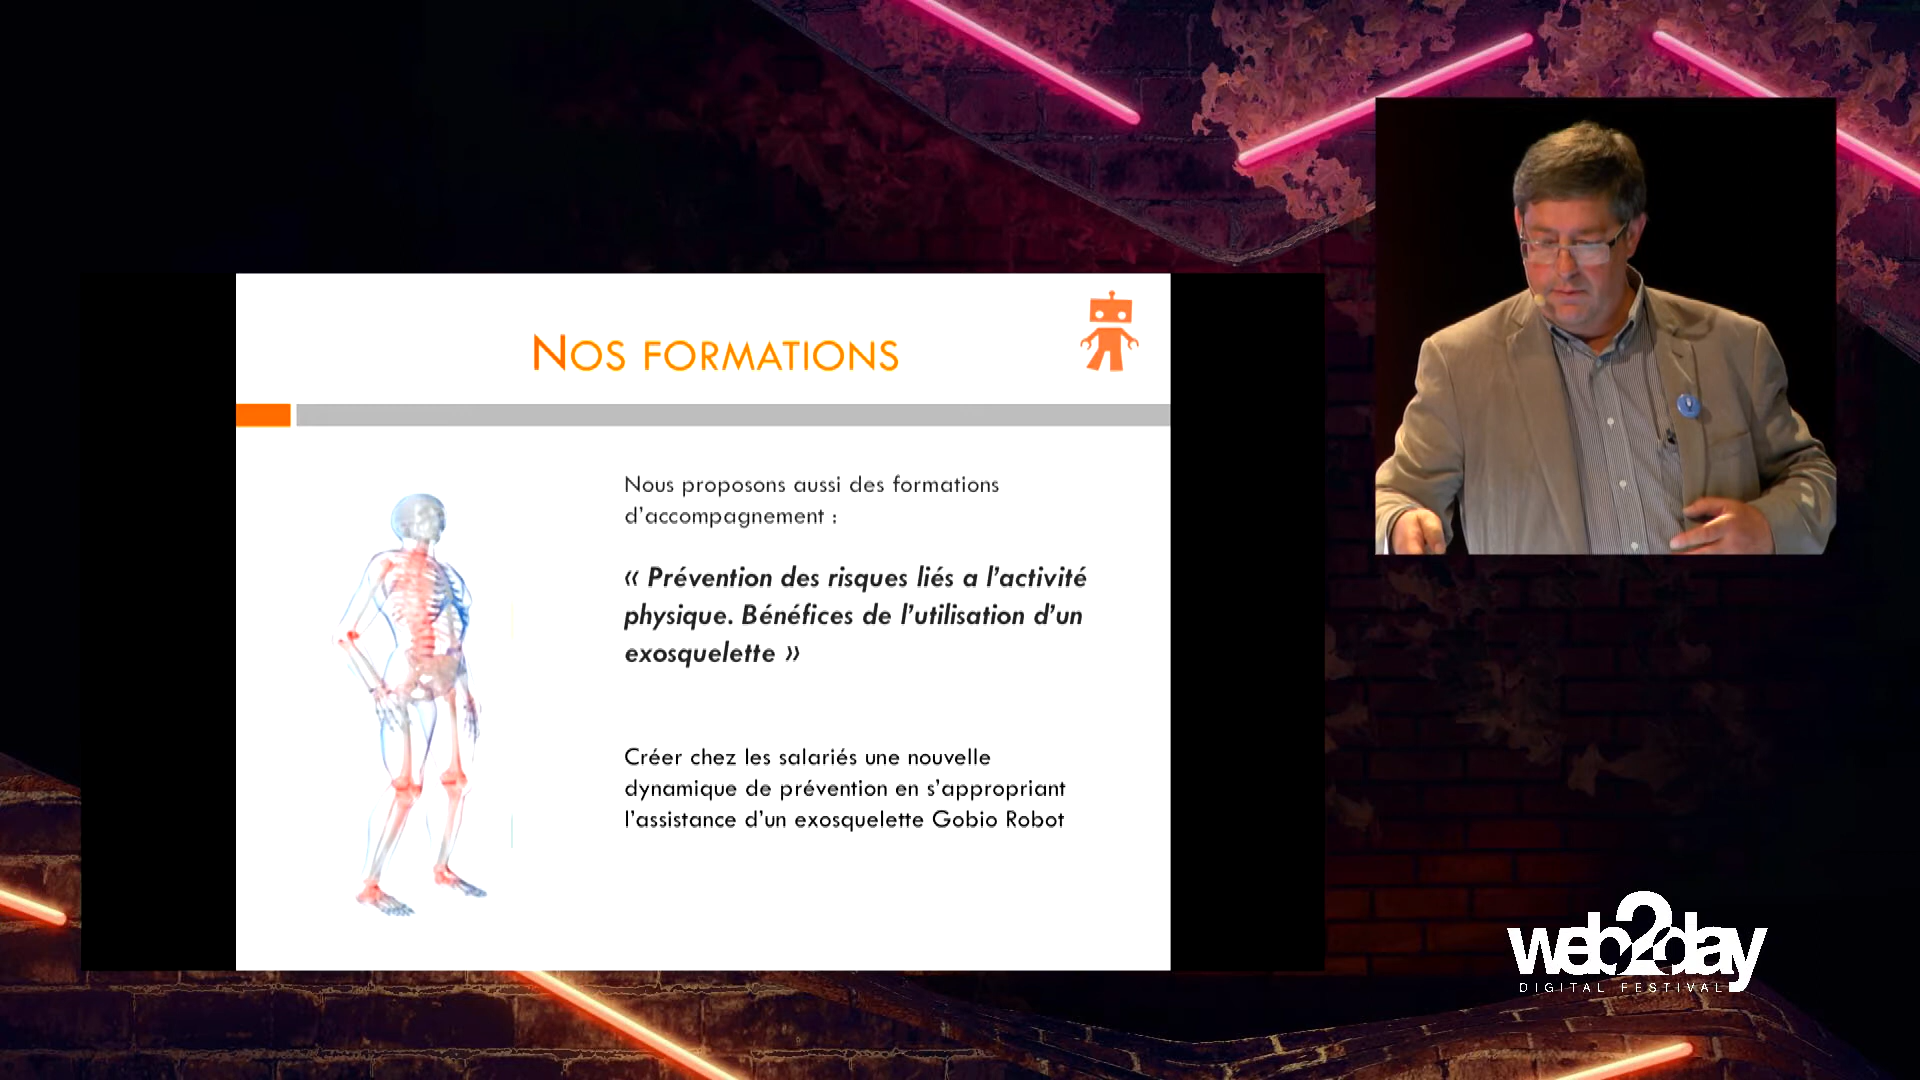 NOS FORMATIONS
Nous proposons aussi des formations
d'accompagnement :
« Prévention des risques liés a l'activité
physique. Bénéfices de l'utilisation d'un
exosquelette »
Créer chez les salariés une nouvelle
dynamique de prévention en s'appropriant
l'assistance d'un exosquelette Gobio Robot
web2day
DIGITAL FESTIVAL